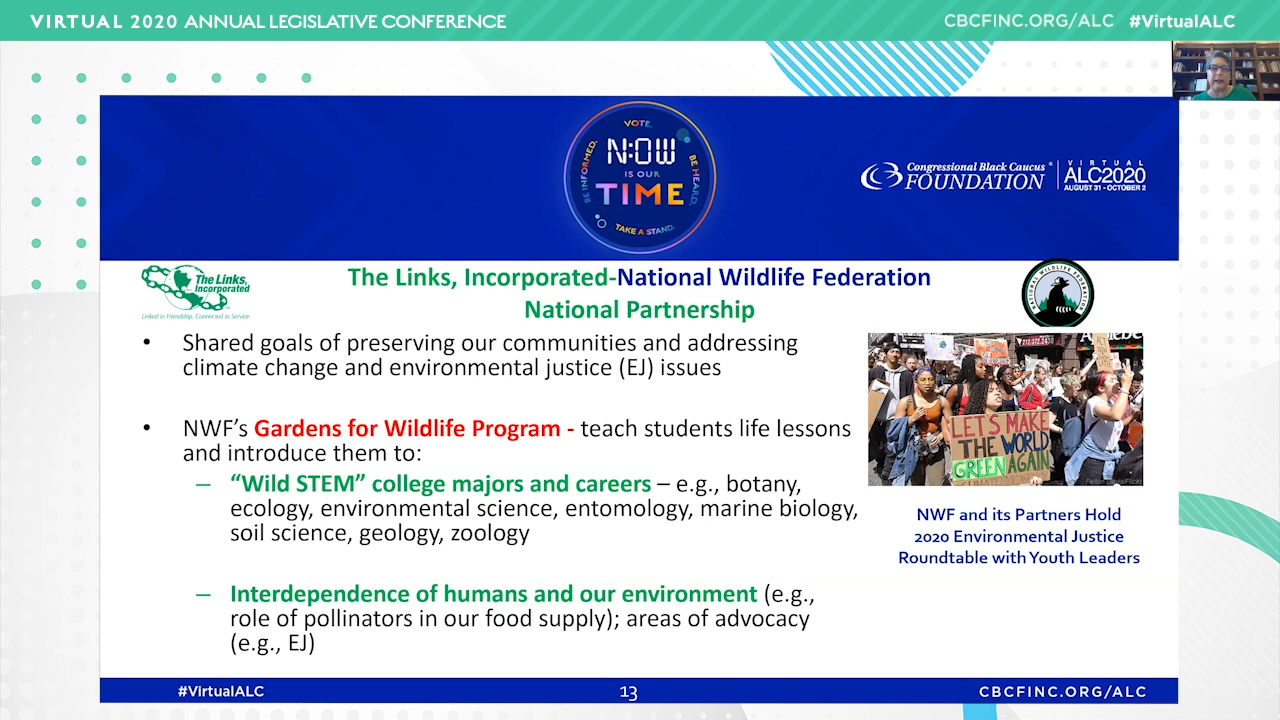 VIRTUAL 2020 ANNUAL LEGISLATIVE CONFERENCE
CBCFINC.ORG/ALC #VirtualALC
VOTE.
BE INFORMED.
BE HEARD.
N:OW
IS OUR
TIME
TAKE A STAND.
Congressional Black Caucus®
FOUNDATION
VIRTUAL
ALC2020
AUGUST 31 - OCTOBER 2
The Links,
Incorporated
Linked in Friendship, Connected in Service
The Links, Incorporated-National Wildlife Federation
National Partnership
NATIONAL WILDLIFE FEDERATION
• Shared goals of preserving our communities and addressing
climate change and environmental justice (EJ) issues
• NWF’s Gardens for Wildlife Program - teach students life lessons
and introduce them to:
– “Wild STEM” college majors and careers – e.g., botany,
ecology, environmental science, entomology, marine biology,
soil science, geology, zoology
– Interdependence of humans and our environment (e.g.,
role of pollinators in our food supply); areas of advocacy
(e.g., EJ)
LET'S MAKE
THE WORLD
GREEN AGAIN
NWF and its Partners Hold
2020 Environmental Justice
Roundtable with Youth Leaders
#VirtualALC
13
CBCFINC.ORG/ALC